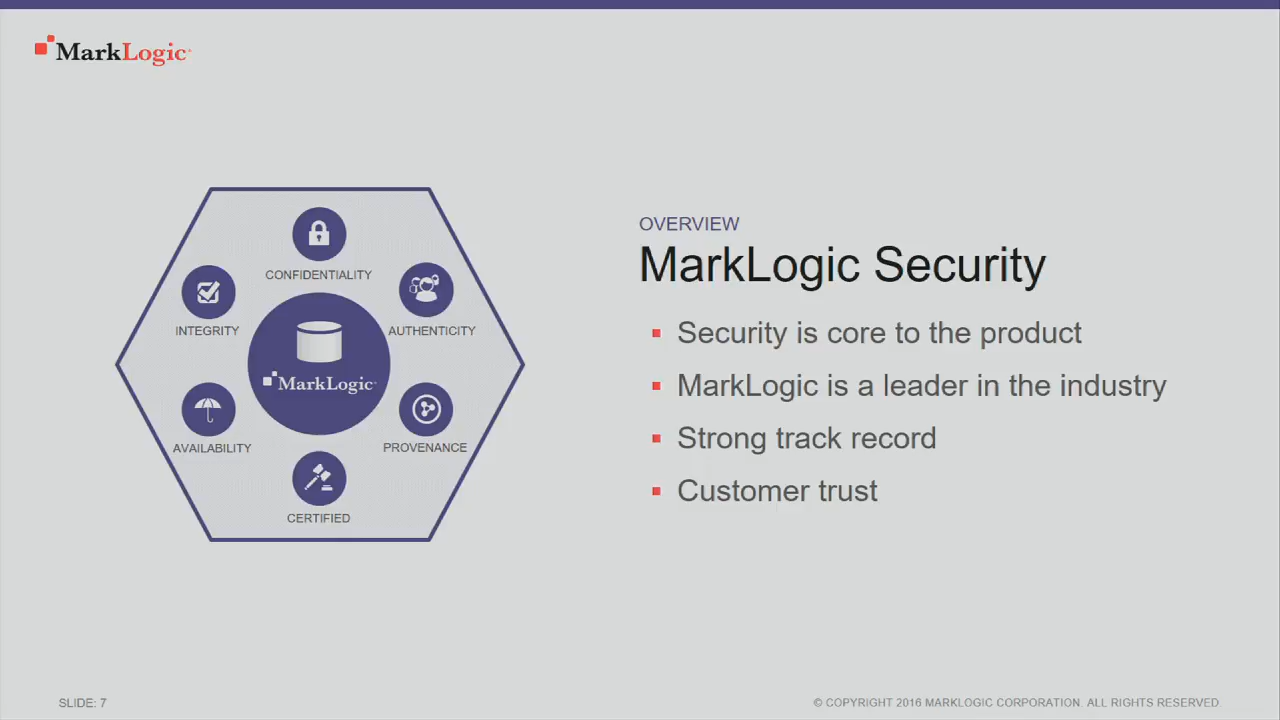 MarkLogic
CONFIDENTIALITY
INTEGRITY
AUTHENTICITY
MarkLogic
AVAILABILITY
PROVENANCE
CERTIFIED
OVERVIEW
MarkLogic Security
Security is core to the product
MarkLogic is a leader in the industry
Strong track record
Customer trust
SLIDE: 7
© COPYRIGHT 2016 MARKLOGIC CORPORATION. ALL RIGHTS RESERVED.